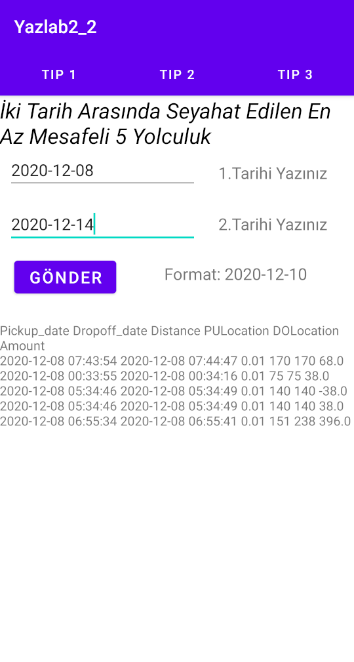 Yazlab2_2
TIP 1 TIP 2 TIP 3
İki Tarih Arasında Seyahat Edilen En
Az Mesafeli 5 Yolculuk
2020-12-08 1.Tarihi Yazınız
2020-12-14 2.Tarihi Yazınız
GÖNDER Format: 2020-12-10
Pickup_date Dropoff_date Distance PULocation DOLocation
Amount
2020-12-08 07:43:54 2020-12-08 07:44:47 0.01 170 170 68.0
2020-12-08 00:33:55 2020-12-08 00:34:16 0.01 75 75 38.0
2020-12-08 05:34:46 2020-12-08 05:34:49 0.01 140 140 -38.0
2020-12-08 05:34:46 2020-12-08 05:34:49 0.01 140 140 38.0
2020-12-08 06:55:34 2020-12-08 06:55:41 0.01 151 238 396.0